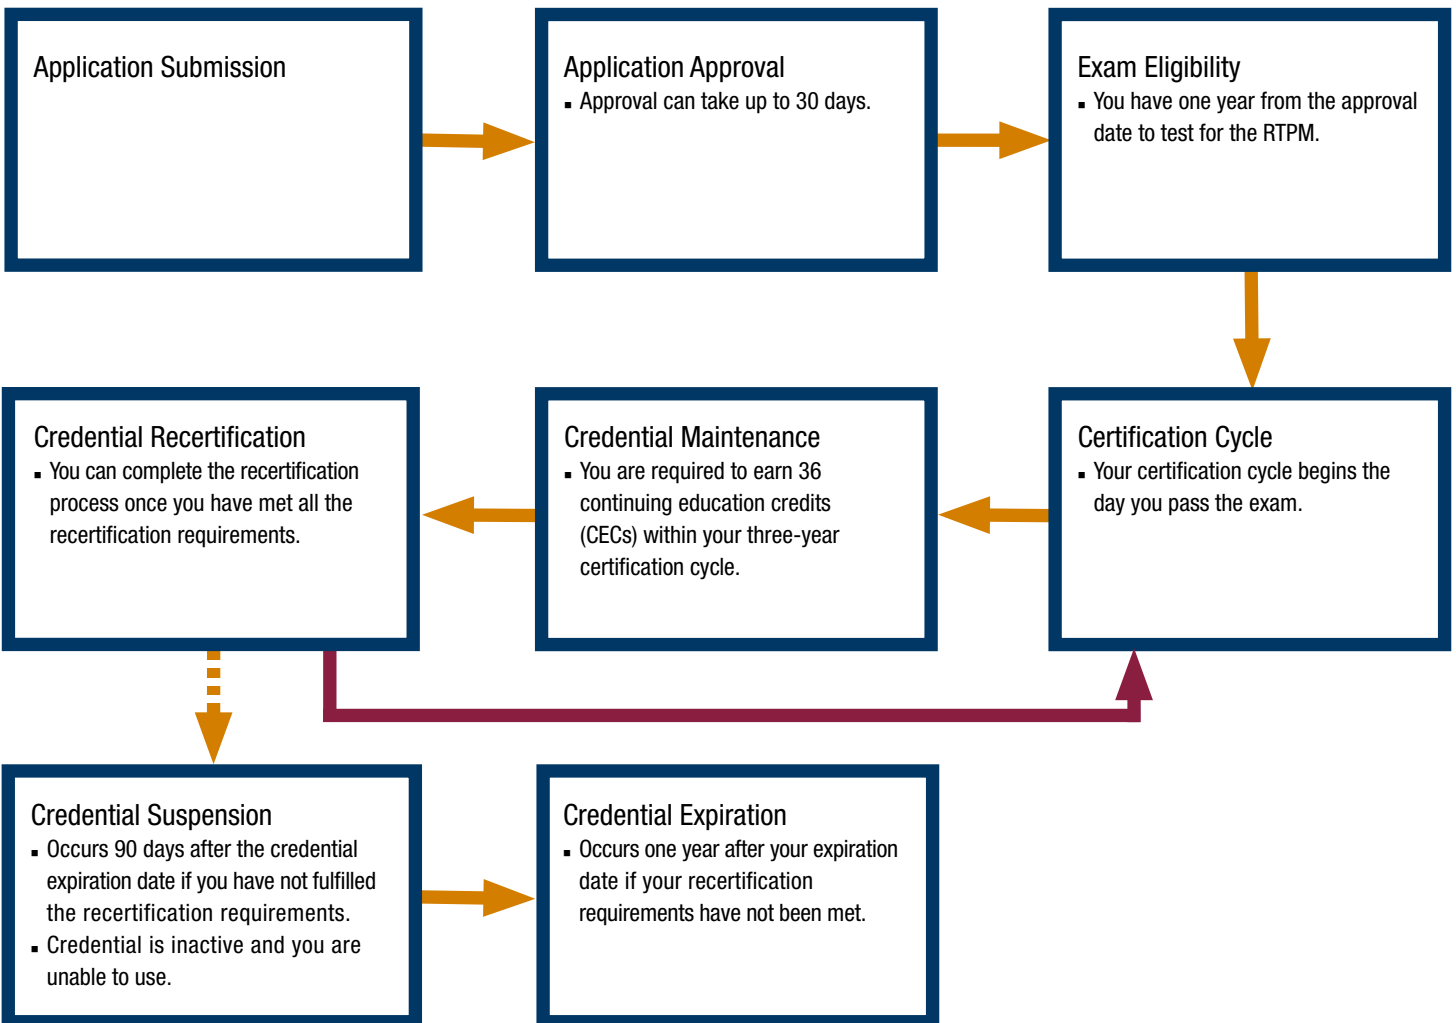 Application Submission
Application Approval
▪ Approval can take up to 30 days.
Exam Eligibility
▪ You have one year from the approval
date to test for the RTPM.
Credential Recertification
▪ You can complete the recertification
process once you have met all the
recertification requirements.
Credential Maintenance
▪ You are required to earn 36
continuing education credits
(CECs) within your three-year
certification cycle.
Certification Cycle
▪ Your certification cycle begins the
day you pass the exam.
Credential Suspension
▪ Occurs 90 days after the credential
expiration date if you have not fulfilled
the recertification requirements.
▪ Credential is inactive and you are
unable to use.
Credential Expiration
▪ Occurs one year after your expiration
date if your recertification
requirements have not been met.